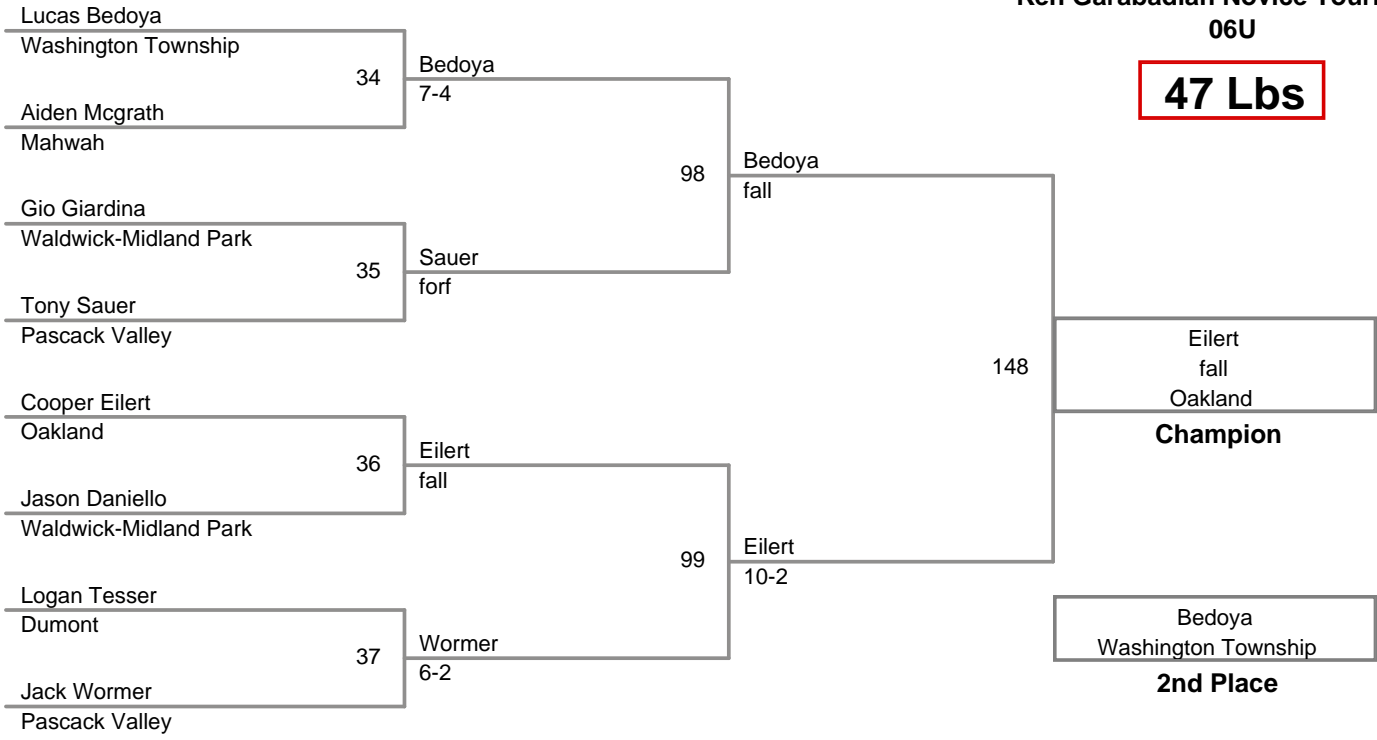 Ken Garabadian Novice
06U
47 Lbs
Lucas Bedoya
Washington Township
34
Aiden Mcgrath
Mahwah
Bedoya
7-4
Gio Giardina
Waldwick-Midland Park
35
Tony Sauer
Pascack Valley
Sauer
forf
98
Bedoya
fall
Cooper Eilert
Oakland
36
Jason Daniello
Waldwick-Midland Park
Eilert
fall
Logan Tesser
Dumont
37
Jack Wormer
Pascack Valley
Wormer
6-2
99
Eilert
10-2
148
Eilert
fall
Oakland
Champion
Bedoya
Washington Township
2nd Place